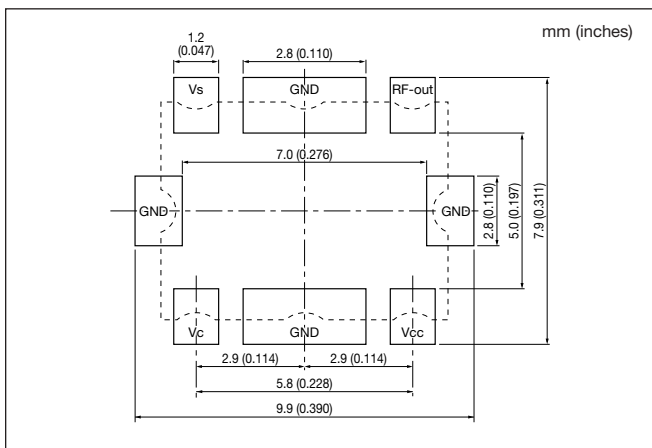 mm (inches)
1.2
(0.047)
2.8 (0.110)
Vs
GND
RF-out
7.0 (0.276)
GND
GND
2.8 (0.110)
5.0 (0.197)
7.9 (0.311)
Vc
GND
Vcc
2.9 (0.114)
2.9 (0.114)
5.8 (0.228)
9.9 (0.390)